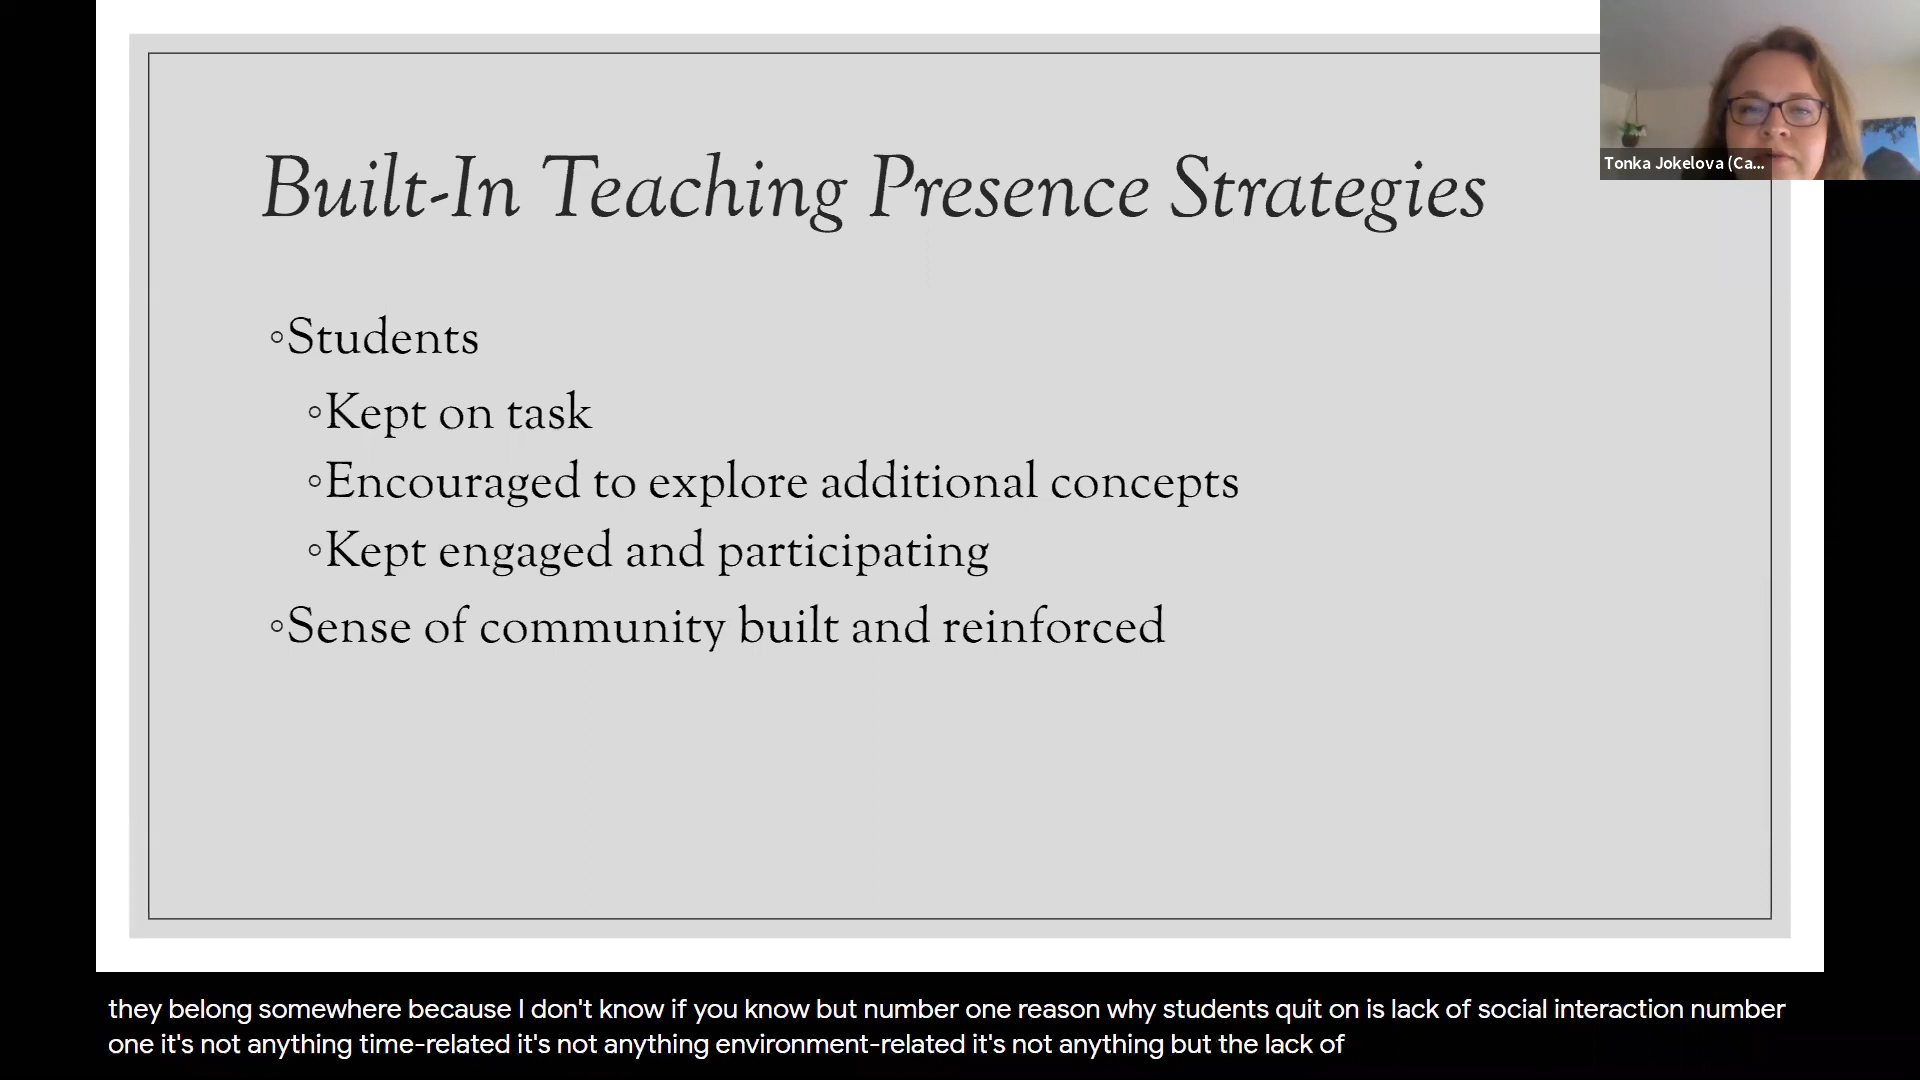 Built-In Teaching Presence Strategies
Tonka Jokelova (Ca...
◦Students
◦Kept on task
◦Encouraged to explore additional concepts
◦Kept engaged and participating
◦Sense of community built and reinforced
they belong somewhere because I don't know if you know but number one reason why students quit on is lack of social interaction number
one it's not anything time-related it's not anything environment-related it's not anything but the lack of